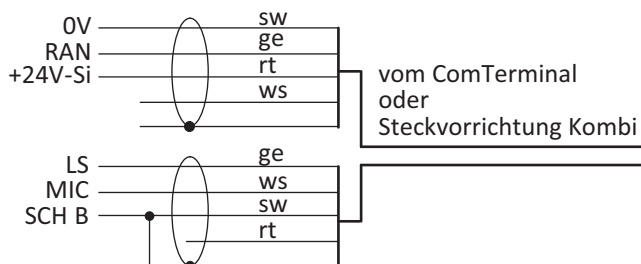 0V sw
RAN ge
+24V-Si rt
ws
vom ComTerminal
oder
Steckvorrichtung Kombi
LS ge
MIC ws
SCH B sw
rt